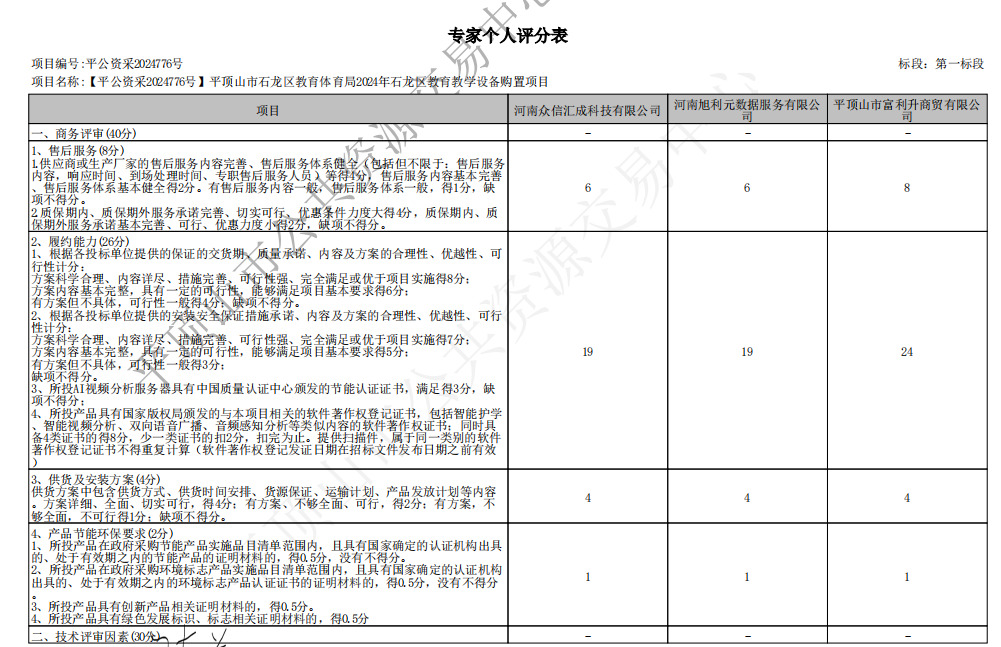 专家个人评分表
项目编号:平公资采2024776号
标段: 第一标段
项目名称:【平公资采2024776号】平顶山市石龙区教育体育局2024年石龙区教育教学设备购置项目
项目
河南众信汇成科技有限公司
河南旭利元数据服务有限公
司
平顶山市富利升商贸有限公
司
一、商务评审(40分)
-
-
-
1、售后服务(8分)
1.供应商或生产厂家的售后服务内容完善、售后服务体系健全(包括但不限于:售后服务
内容,响应时间、到场处理时间、专职售后服务人员)等得4分,售后服务内容基本完善
、售后服务体系基本健全得2分。有售后服务内容一般,售后服务体系一般,得1分,缺
项不得分。
2.质保期内、质保期外服务承诺完善、切实可行、优惠条件力度大得4分,质保期内、质
保期外服务承诺基本完善、可行、优惠力度小得2分,缺项不得分。
6
6
8
2、履约能力(26分)
1、根据各投标单位提供的保证的交货期、质量承诺、内容及方案的合理性、优越性、可
行性计分:
方案科学合理、内容详尽、措施完善、可行性强、完全满足或优于项目实施得8分;
方案内容基本完整,具有一定的可行性,能够满足项目基本要求得6分;
有方案但不具体,可行性一般得4分;缺项不得分。
2、根据各投标单位提供的安装安全保证措施承诺、内容及方案的合理性、优越性、可行
性计分:
方案科学合理、内容详尽、措施完善、可行性强、完全满足或优于项目实施得7分;
方案内容基本完整,具有一定的可行性,能够满足项目基本要求得5分;
有方案但不具体,可行性一般得3分;
缺项不得分。
3、所投AI视频分析服务器具有中国质量认证中心颁发的节能认证证书,满足得3分,缺
项不得分;
4、所投产品具有国家版权局颁发的与本项目相关的软件著作权登记证书,包括智能护学
、智能视频分析、双向语音广播、音频感知分析等类似内容的软件著作权证书;同时具
备4类证书的得8分,少一类证书的扣2分,扣完为止。提供扫描件,属于同一类别的软件
著作权登记证书不得重复计算(软件著作权登记发证日期在招标文件发布日期之前有效
)
19
19
24
3、供货及安装方案(4分)
供货方案中包含供货方式、供货时间安排、货源保证、运输计划、产品发放计划等内容
。方案详细、全面、切实可行,得4分;有方案、不够全面、可行,得2分;有方案,不
够全面,不可行得1分;缺项不得分。
4
4
4
4、产品节能环保要求(2分)
1、所投产品在政府采购节能产品实施品目清单范围内,且具有国家确定的认证机构出具
的、处于有效期之内的节能产品的证明材料的,得0.5分,没有不得分。
2、所投产品在政府采购环境标志产品实施品目清单范围内,且具有国家确定的认证机构
出具的、处于有效期之内的环境标志产品认证证书的证明材料的,得0.5分,没有不得分
。
3、所投产品具有创新产品相关证明材料的,得0.5分。
4、所投产品具有绿色发展标识、标志相关证明材料的,得0.5分
1
1
1
二、技术评审因素(30分)
-
-
-
平顶山市公共资源交易中心
平顶山市公共资源交易中心